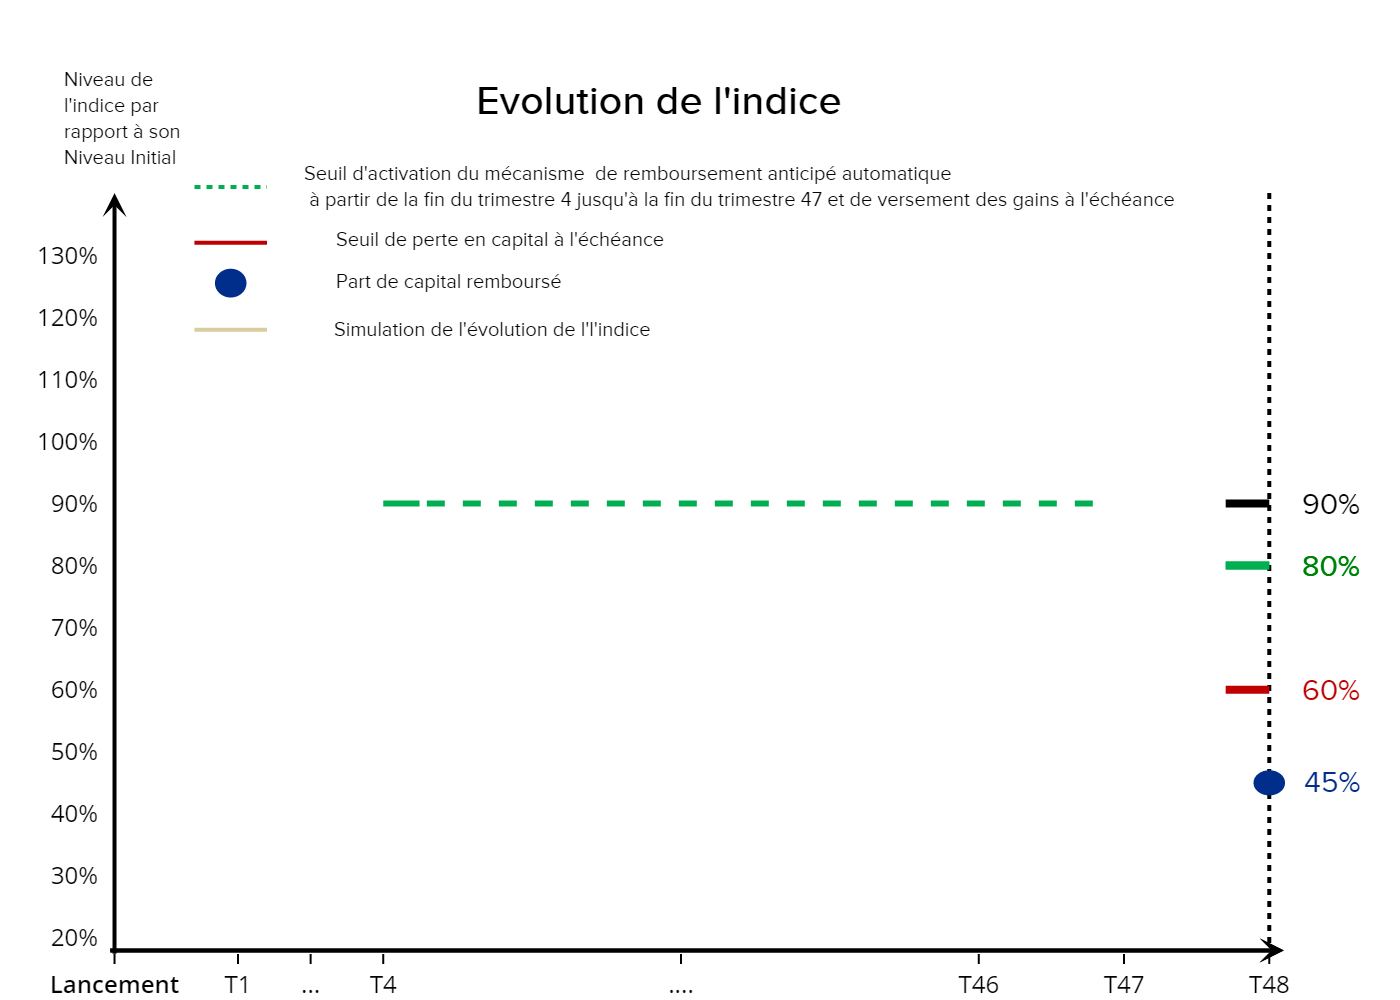 Niveau de
l'indice par
rapport à son
Niveau Initial
Evolution de l'indice
Seuil d'activation du mécanisme  de remboursement anticipé automatique
à partir de la fin du trimestre 4 jusqu'à la fin du trimestre 47 et de versement des gains à l'échéance
Seuil de perte en capital à l'échéance
Part de capital remboursé
Simulation de l'évolution de l'l'indice
130%
120%
110%
100%
90%
90%
80%
80%
70%
60%
60%
50%
45%
40%
30%
20%
Lancement T1 ... T4 .... T46 T47 T48